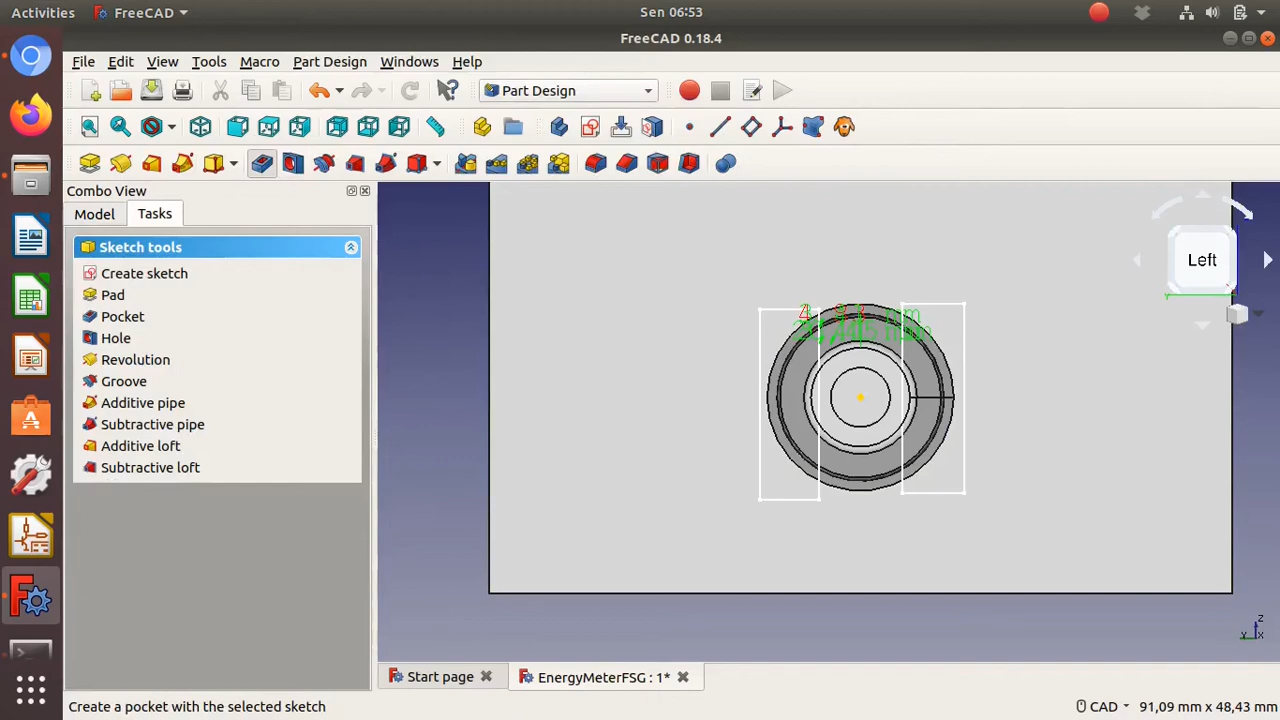 Activities FreeCAD Sen 06:53
FreeCAD 0.18.4
File Edit View Tools Macro Part Design Windows Help
Part Design
Combo View
Model Tasks
Sketch tools
Create sketch
Pad
Pocket
Hole
Revolution
Groove
Additive pipe
Subtractive pipe
Additive loft
Subtractive loft
Left
Y
z
y x
Start page EnergyMeterFSG : 1*
Create a pocket with the selected sketch CAD 91,09 mm x 48,43 mm